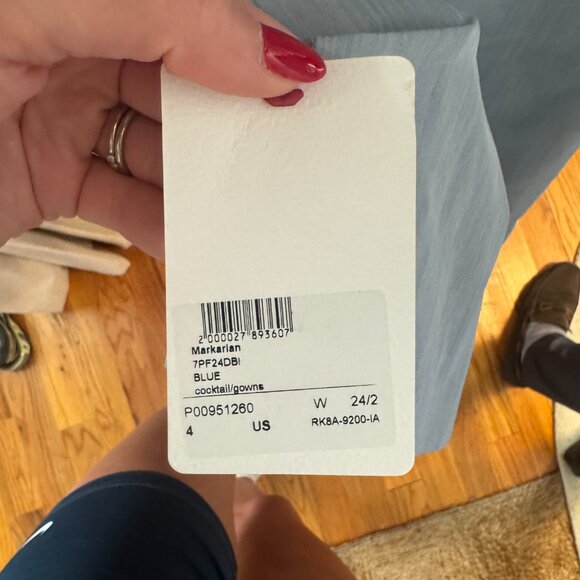 2 000027 893607
Markarian
7PF24DBI
BLUE
cocktail/gowns
P00951260 W 24/2
4 US RK8A-9200-IA